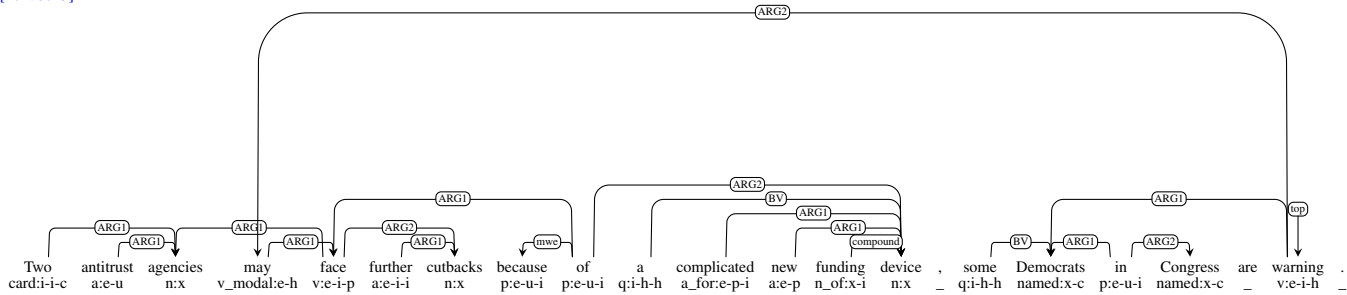 ARG2
ARG2
ARG1 BV ARG1
ARG1 ARG1 ARG2 ARG1 ARG1 top
ARG1 ARG1 ARG1 mwe compound BV ARG1 ARG2
Two antitrust agencies may face further cutbacks because of a complicated new funding device , some Democrats in Congress are warning .
card:i-i-c a:e-u n:x v_modal:e-h v:e-i-p a:e-i-i n:x p:e-u-i p:e-u-i q:i-h-h a_for:e-p-i a:e-p n_of:x-i n:x _ q:i-h-h named:x-c p:e-u-i named:x-c _ v:e-i-h _